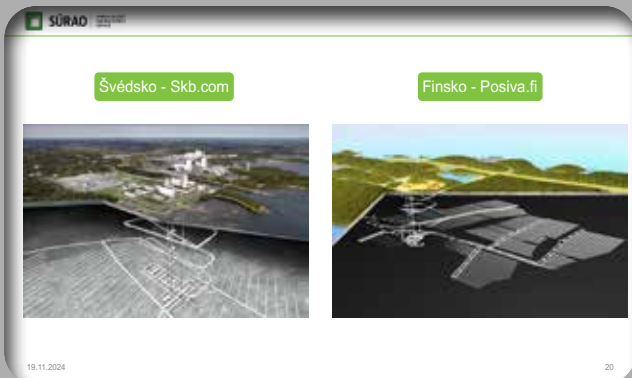 SÚRAO
Švédsko - Skb.com
Finsko - Posiva.fi
19.11.2024
20